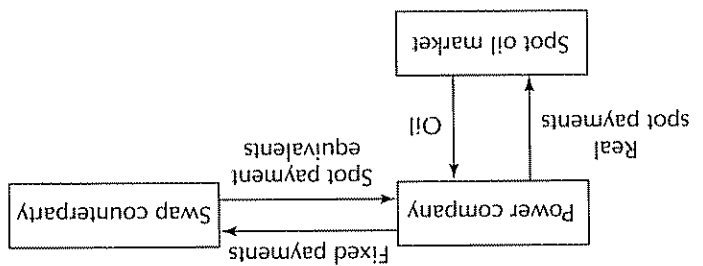 Fixed payments
Power company
Swap counterparty
Spot payment
equivalents
Real
spot payments
Oil
Spot oil market